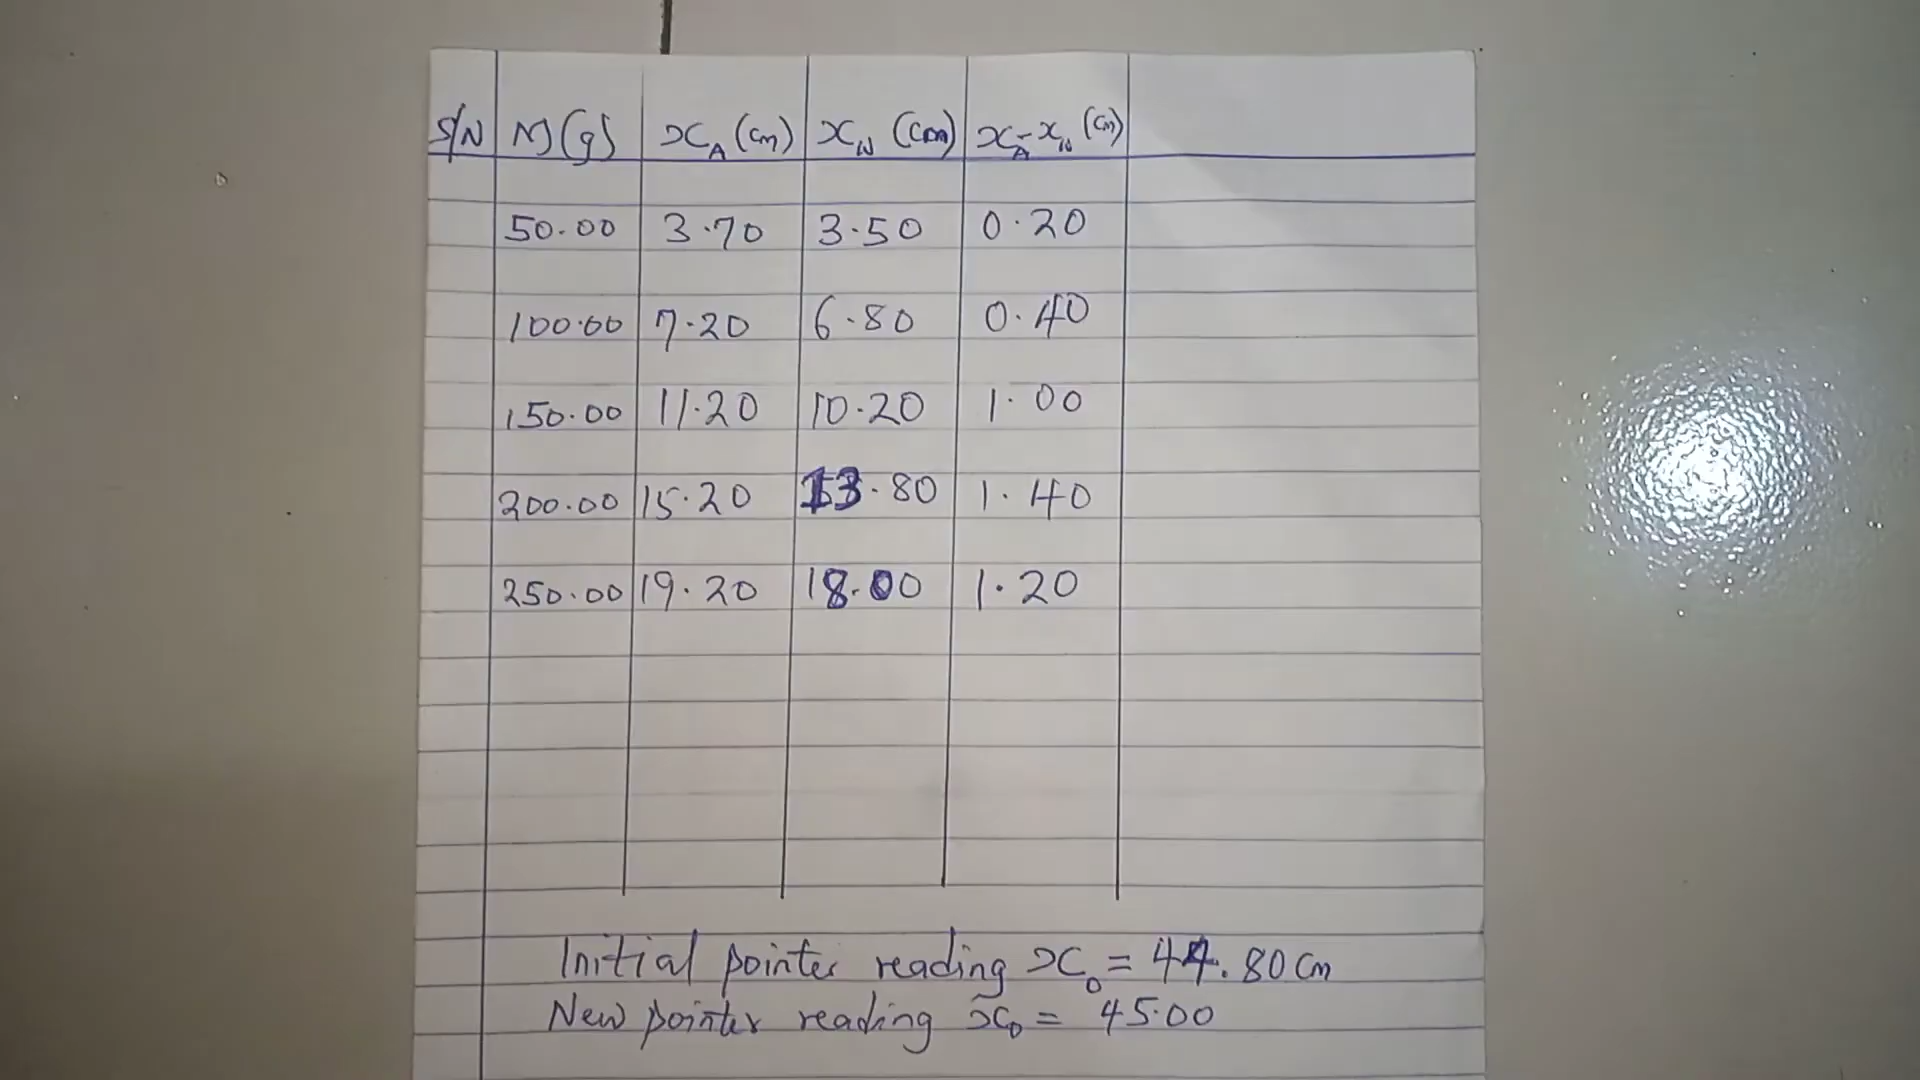 S/N M(g) xA (cm) xW (cm) xA-xW (cm)
50.00 3.70 3.50 0.20
100.00 7.20 6.80 0.40
150.00 11.20 10.20 1.00
200.00 15.20 13.80 1.40
250.00 19.20 18.00 1.20
Initial pointer reading x0 = 44.80cm
New pointer reading x0 = 45.00